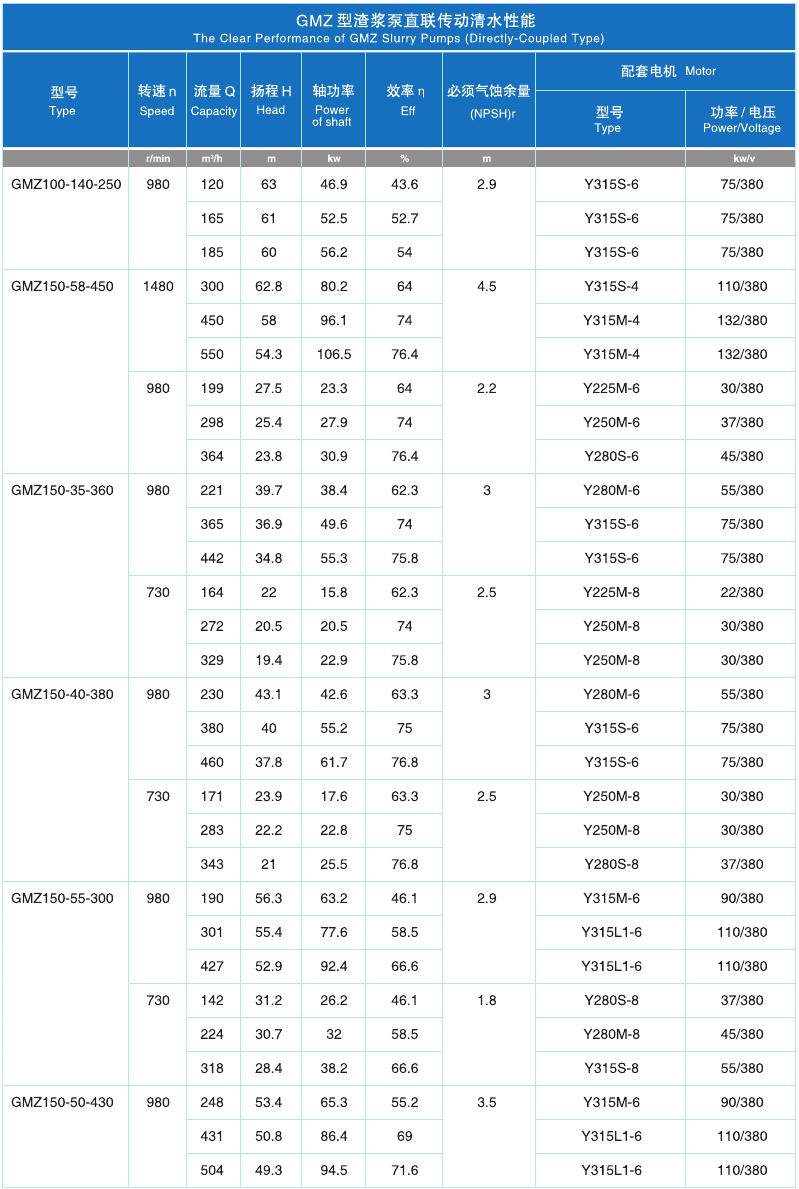 GMZ 型渣浆泵直联传动清水性能
The Clear Performance of GMZ Slurry Pumps (Directly-Coupled Type)
型号 转速 n 流量 Q 扬程 H 轴功率 效率 η 必须气蚀余量 配套电机 Motor
Type Speed Capacity Head Power of shaft Eff (NPSH)r 型号 Type 功率 / 电压 Power/Voltage
r/min m³/h m kw % m kw/v
GMZ100-140-250 980 120 63 46.9 43.6 2.9 Y315S-6 75/380
165 61 52.5 52.7 Y315S-6 75/380
185 60 56.2 54 Y315S-6 75/380
GMZ150-58-450 1480 300 62.8 80.2 64 4.5 Y315S-4 110/380
450 58 96.1 74 Y315M-4 132/380
550 54.3 106.5 76.4 Y315M-4 132/380
980 199 27.5 23.3 64 2.2 Y225M-6 30/380
298 25.4 27.9 74 Y250M-6 37/380
364 23.8 30.9 76.4 Y280S-6 45/380
GMZ150-35-360 980 221 39.7 38.4 62.3 3 Y280M-6 55/380
365 36.9 49.6 74 Y315S-6 75/380
442 34.8 55.3 75.8 Y315S-6 75/380
730 164 22 15.8 62.3 2.5 Y225M-8 22/380
272 20.5 20.5 74 Y250M-8 30/380
329 19.4 22.9 75.8 Y250M-8 30/380
GMZ150-40-380 980 230 43.1 42.6 63.3 3 Y280M-6 55/380
380 40 55.2 75 Y315S-6 75/380
460 37.8 61.7 76.8 Y315S-6 75/380
730 171 23.9 17.6 63.3 2.5 Y250M-8 30/380
283 22.2 22.8 75 Y250M-8 30/380
343 21 25.5 76.8 Y280S-8 37/380
GMZ150-55-300 980 190 56.3 63.2 46.1 2.9 Y315M-6 90/380
301 55.4 77.6 58.5 Y315L1-6 110/380
427 52.9 92.4 66.6 Y315L1-6 110/380
730 142 31.2 26.2 46.1 1.8 Y280S-8 37/380
224 30.7 32 58.5 Y280M-8 45/380
318 28.4 38.2 66.6 Y315S-8 55/380
GMZ150-50-430 980 248 53.4 65.3 55.2 3.5 Y315M-6 90/380
431 50.8 86.4 69 Y315L1-6 110/380
504 49.3 94.5 71.6 Y315L1-6 110/380